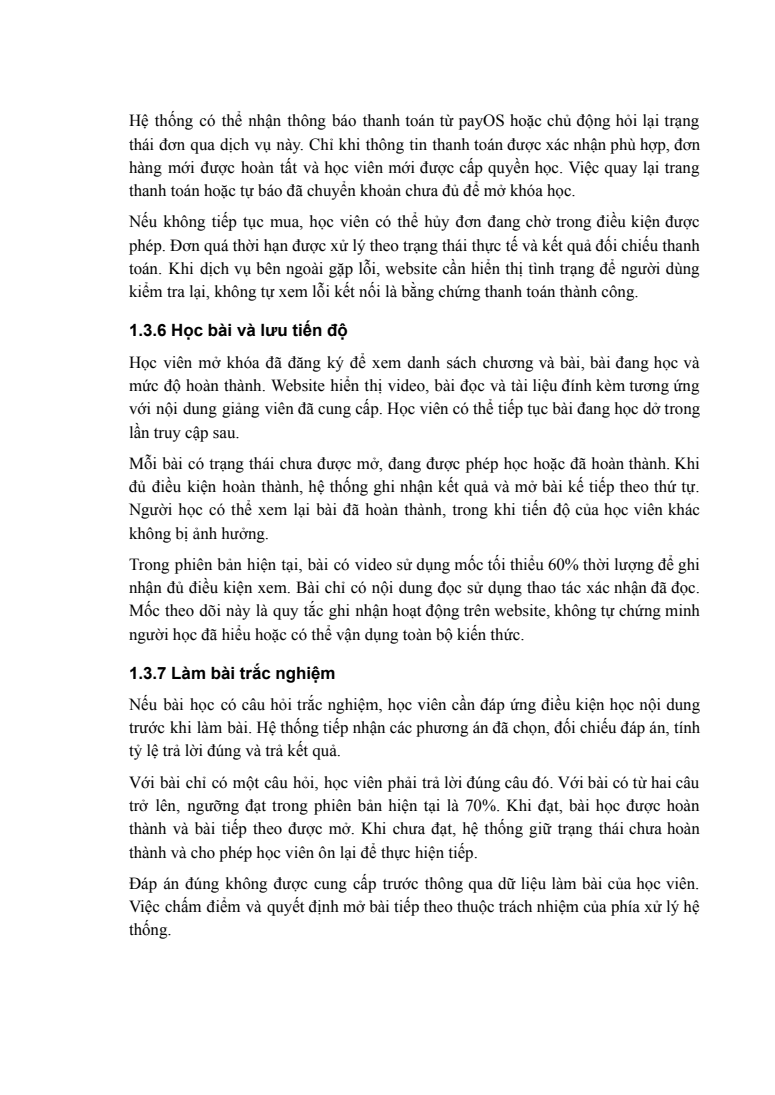 Hệ thống có thể nhận thông báo thanh toán từ payOS hoặc chủ động hỏi lại trạng
thái đơn qua dịch vụ này. Chỉ khi thông tin thanh toán được xác nhận phù hợp, đơn
hàng mới được hoàn tất và học viên mới được cấp quyền học. Việc quay lại trang
thanh toán hoặc tự báo đã chuyển khoản chưa đủ để mở khóa học.
Nếu không tiếp tục mua, học viên có thể hủy đơn đang chờ trong điều kiện được
phép. Đơn quá thời hạn được xử lý theo trạng thái thực tế và kết quả đối chiếu thanh
toán. Khi dịch vụ bên ngoài gặp lỗi, website cần hiển thị tình trạng để người dùng
kiểm tra lại, không tự xem lỗi kết nối là bằng chứng thanh toán thành công.
1.3.6 Học bài và lưu tiến độ
Học viên mở khóa đã đăng ký để xem danh sách chương và bài, bài đang học và
mức độ hoàn thành. Website hiển thị video, bài đọc và tài liệu đính kèm tương ứng
với nội dung giảng viên đã cung cấp. Học viên có thể tiếp tục bài đang học dở trong
lần truy cập sau.
Mỗi bài có trạng thái chưa được mở, đang được phép học hoặc đã hoàn thành. Khi
đủ điều kiện hoàn thành, hệ thống ghi nhận kết quả và mở bài kế tiếp theo thứ tự.
Người học có thể xem lại bài đã hoàn thành, trong khi tiến độ của học viên khác
không bị ảnh hưởng.
Trong phiên bản hiện tại, bài có video sử dụng mốc tối thiểu 60% thời lượng để ghi
nhận đủ điều kiện xem. Bài chỉ có nội dung đọc sử dụng thao tác xác nhận đã đọc.
Mốc theo dõi này là quy tắc ghi nhận hoạt động trên website, không tự chứng minh
người học đã hiểu hoặc có thể vận dụng toàn bộ kiến thức.
1.3.7 Làm bài trắc nghiệm
Nếu bài học có câu hỏi trắc nghiệm, học viên cần đáp ứng điều kiện học nội dung
trước khi làm bài. Hệ thống tiếp nhận các phương án đã chọn, đối chiếu đáp án, tính
tỷ lệ trả lời đúng và trả kết quả.
Với bài chỉ có một câu hỏi, học viên phải trả lời đúng câu đó. Với bài có từ hai câu
trở lên, ngưỡng đạt trong phiên bản hiện tại là 70%. Khi đạt, bài học được hoàn
thành và bài tiếp theo được mở. Khi chưa đạt, hệ thống giữ trạng thái chưa hoàn
thành và cho phép học viên ôn lại để thực hiện tiếp.
Đáp án đúng không được cung cấp trước thông qua dữ liệu làm bài của học viên.
Việc chấm điểm và quyết định mở bài tiếp theo thuộc trách nhiệm của phía xử lý hệ
thống.